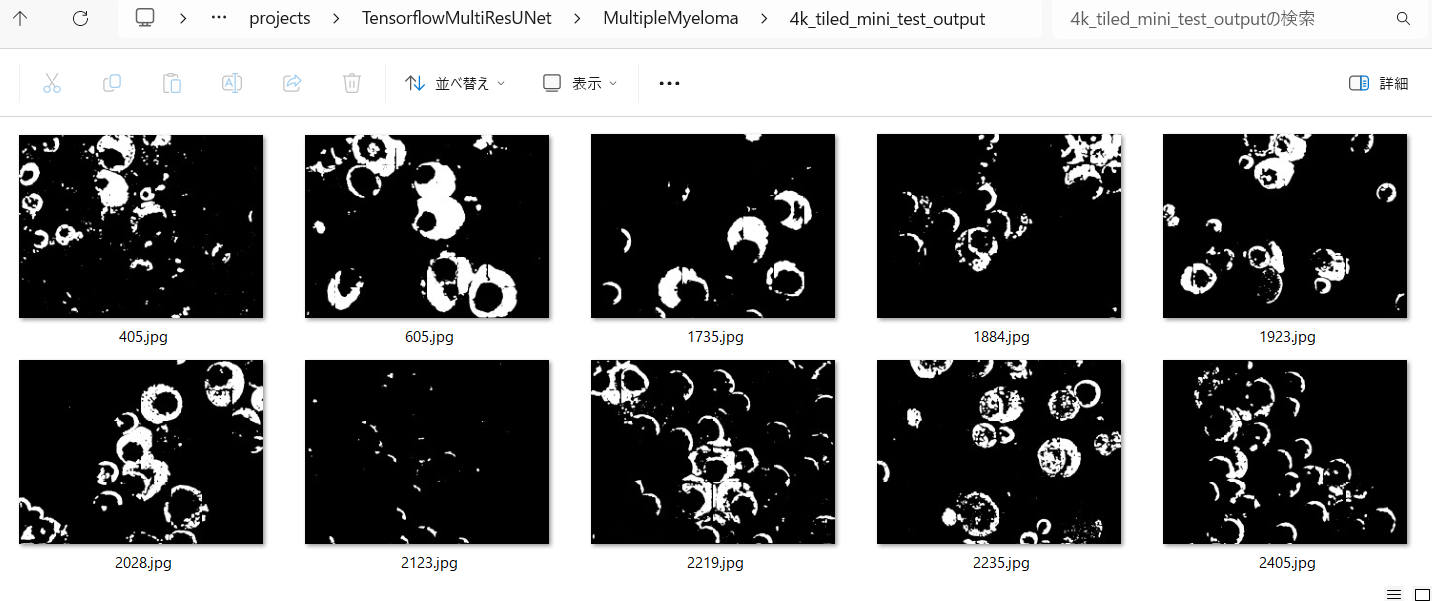 projects TensorflowMultiResUNet MultipleMyeloma 4k_tiled_mini_test_output 4k_tiled_mini_test_outputの検索
並べ替え 表示 詳細
405.jpg 605.jpg 1735.jpg 1884.jpg 1923.jpg
2028.jpg 2123.jpg 2219.jpg 2235.jpg 2405.jpg